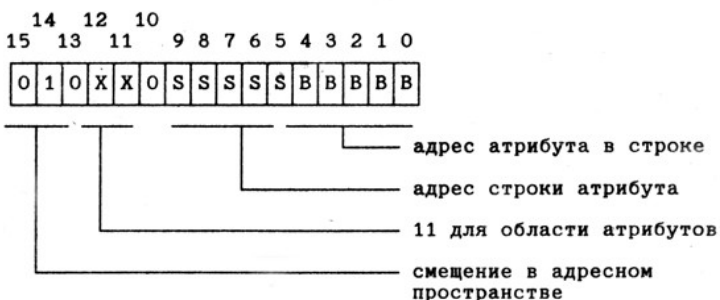 14 12 10
15 13 11 9 8 7 6 5 4 3 2 1 0
0 1 0 X X 0 S S S S S B B B B B
адрес атрибута в строке
адрес строки атрибута
11 для области атрибутов
смещение в адресном
пространстве